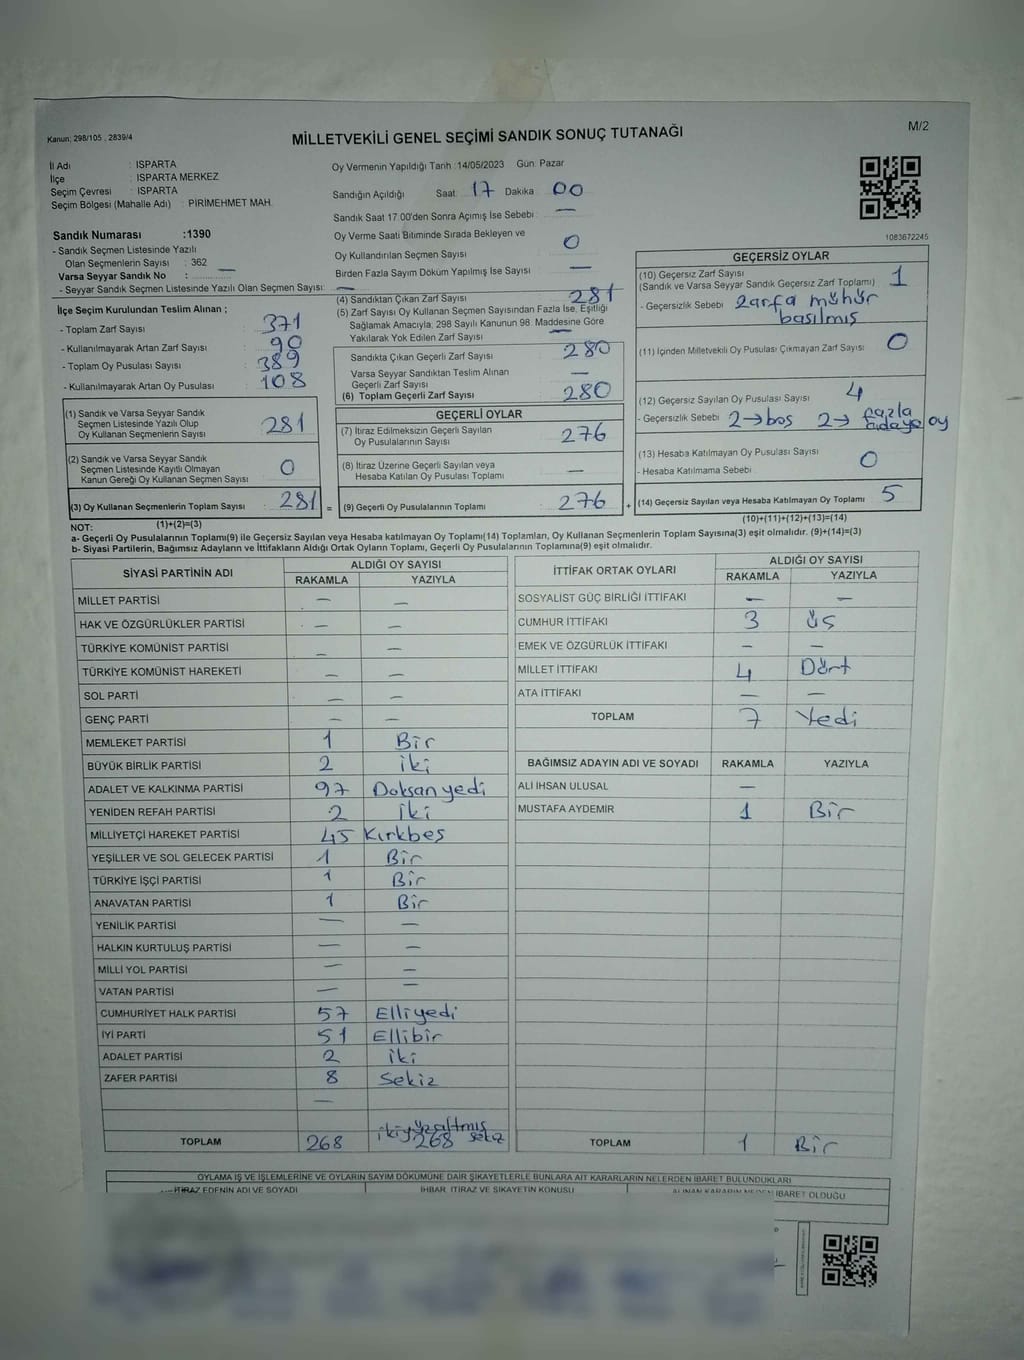 Kanun: 298/105 , 2839/4
MİLLETVEKİLİ GENEL SEÇİMİ SANDIK SONUÇ TUTANAĞI
M/2
İl Adı : ISPARTA
İlçe : ISPARTA MERKEZ
Seçim Çevresi : ISPARTA
Seçim Bölgesi (Mahalle Adı) : PİRİMEHMET MAH.
Sandık Numarası :1390
- Sandık Seçmen Listesinde Yazılı
Olan Seçmenlerin Sayısı : 362
Varsa Seyyar Sandık No : —
- Seyyar Sandık Seçmen Listesinde Yazılı Olan Seçmen Sayısı: —
Oy Vermenin Yapıldığı Tarih :14/05/2023 Gün: Pazar
Sandığın Açıldığı Saat: 17 Dakika 00
Sandık Saat 17.00'den Sonra Açımış İse Sebebi : —
Oy Verme Saati Bitiminde Sırada Bekleyen ve
Oy Kullandırılan Seçmen Sayısı : 0
Birden Fazla Sayım Döküm Yapılmış İse Sayısı : —
1083672245
İlçe Seçim Kurulundan Teslim Alınan ;
- Toplam Zarf Sayısı : 371
- Kullanılmayarak Artan Zarf Sayısı : 90
- Toplam Oy Pusulası Sayısı : 389
- Kullanılmayarak Artan Oy Pusulası : 108
(1) Sandık ve Varsa Seyyar Sandık
Seçmen Listesinde Yazılı Olup
Oy Kullanan Seçmenlerin Sayısı : 281
(2) Sandık ve Varsa Seyyar Sandık
Seçmen Listesinde Kayıtlı Olmayan
Kanun Gereği Oy Kullanan Seçmen Sayısı : 0
(3) Oy Kullanan Seçmenlerin Toplam Sayısı : 281 =
(4) Sandıktan Çıkan Zarf Sayısı : 281
(5) Zarf Sayısı Oy Kullanan Seçmen Sayısından Fazla İse, Eşitliği
Sağlamak Amacıyla, 298 Sayılı Kanunun 98. Maddesine Göre
Yakılarak Yok Edilen Zarf Sayısı : —
Sandıkta Çıkan Geçerli Zarf Sayısı : 280
Varsa Seyyar Sandıktan Teslim Alınan
Geçerli Zarf Sayısı : —
(6) Toplam Geçerli Zarf Sayısı : 280
GEÇERLİ OYLAR
(7) İtiraz Edilmeksizin Geçerli Sayılan
Oy Pusulalarının Sayısı : 276
(8) İtiraz Üzerine Geçerli Sayılan veya
Hesaba Katılan Oy Pusulası Toplamı : —
(9) Geçerli Oy Pusulalarının Toplamı : 276 +
GEÇERSİZ OYLAR
(10) Geçersiz Zarf Sayısı : 1
(Sandık ve Varsa Seyyar Sandık Geçersiz Zarf Toplamı)
- Geçersizlik Sebebi : zarfa mühür
basılmış
(11) İçinden Milletvekili Oy Pusulası Çıkmayan Zarf Sayısı : 0
(12) Geçersiz Sayılan Oy Pusulası Sayısı : 4
- Geçersizlik Sebebi : 2→boş 2→ fazla
adaya oy
(13) Hesaba Katılmayan Oy Pusulası Sayısı : 0
- Hesaba Katılmama Sebebi :
(14) Geçersiz Sayılan veya Hesaba Katılmayan Oy Toplamı : 5
NOT: (1)+(2)=(3)
(10)+(11)+(12)+(13)=(14)
a- Geçerli Oy Pusulalarının Toplamı(9) ile Geçersiz Sayılan veya Hesaba katılmayan Oy Toplamı(14) Toplamları, Oy Kullanan Seçmenlerin Toplam Sayısına(3) eşit olmalıdır. (9)+(14)=(3)
b- Siyasi Partilerin, Bağımsız Adayların ve İttifakların Aldığı Ortak Oyların Toplamı, Geçerli Oy Pusulalarının Toplamına(9) eşit olmalıdır.
SİYASİ PARTİNİN ADI ALDIĞI OY SAYISI
RAKAMLA YAZIYLA
MİLLET PARTİSİ — —
HAK VE ÖZGÜRLÜKLER PARTİSİ — —
TÜRKİYE KOMÜNİST PARTİSİ — —
TÜRKİYE KOMÜNİST HAREKETİ — —
SOL PARTİ — —
GENÇ PARTİ — —
MEMLEKET PARTİSİ 1 Bir
BÜYÜK BİRLİK PARTİSİ 2 iki
ADALET VE KALKINMA PARTİSİ 97 Doksan yedi
YENİDEN REFAH PARTİSİ 2 iki
MİLLİYETÇİ HAREKET PARTİSİ 45 Kırkbeş
YEŞİLLER VE SOL GELECEK PARTİSİ 1 Bir
TÜRKİYE İŞÇİ PARTİSİ 1 Bir
ANAVATAN PARTİSİ 1 Bir
YENİLİK PARTİSİ — —
HALKIN KURTULUŞ PARTİSİ — —
MİLLİ YOL PARTİSİ — —
VATAN PARTİSİ — —
CUMHURİYET HALK PARTİSİ 57 Elliyedi
İYİ PARTİ 51 Ellibir
ADALET PARTİSİ 2 iki
ZAFER PARTİSİ 8 Sekiz
—
TOPLAM 268 ikiyüzaltmış sekiz 268
İTTİFAK ORTAK OYLARI ALDIĞI OY SAYISI
RAKAMLA YAZIYLA
SOSYALİST GÜÇ BİRLİĞİ İTTİFAKI — —
CUMHUR İTTİFAKI 3 üç
EMEK VE ÖZGÜRLÜK İTTİFAKI — —
MİLLET İTTİFAKI 4 Dört
ATA İTTİFAKI — —
TOPLAM 7 Yedi
BAĞIMSIZ ADAYIN ADI VE SOYADI RAKAMLA YAZIYLA
ALİ İHSAN ULUSAL —
MUSTAFA AYDEMIR 1 Bir
TOPLAM 1 Bir
OYLAMA İŞ VE İŞLEMLERİNE VE OYLARIN SAYIM DÖKÜMÜNE DAİR ŞİKAYETLERLE BUNLARA AİT KARARLARIN NELERDEN İBARET BULUNDUKLARI
İTİRAZ EDENİN ADI VE SOYADI İHBAR, İTİRAZ VE ŞİKAYETİN KONUSU ALINAN KARARIN NEDEN İBARET OLDUĞU